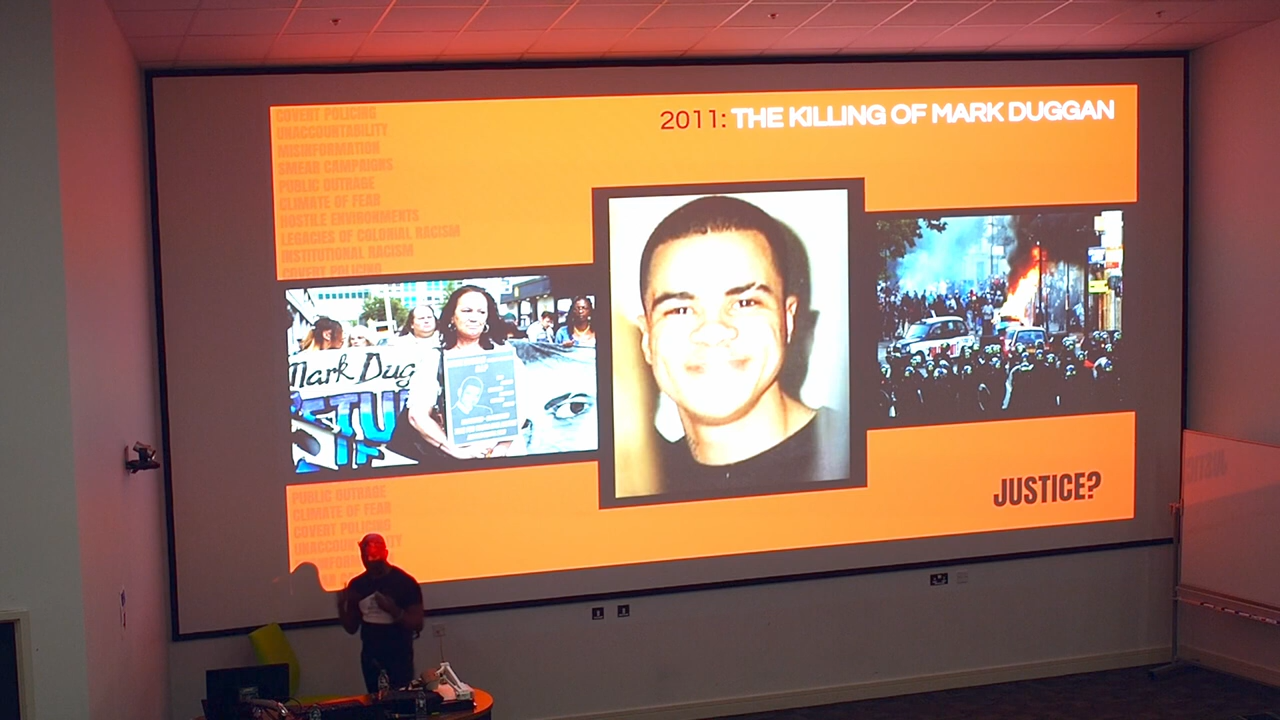 COVERT POLICING
UNACCOUNTABILITY
MISINFORMATION
SMEAR CAMPAIGNS
PUBLIC OUTRAGE
CLIMATE OF FEAR
HOSTILE ENVIRONMENTS
LEGACIES OF COLONIAL RACISM
INSTITUTIONAL RACISM
COVERT POLICING
2011: THE KILLING OF MARK DUGGAN
Mark Dug
PUBLIC OUTRAGE
CLIMATE OF FEAR
COVERT POLICING
JUSTICE?